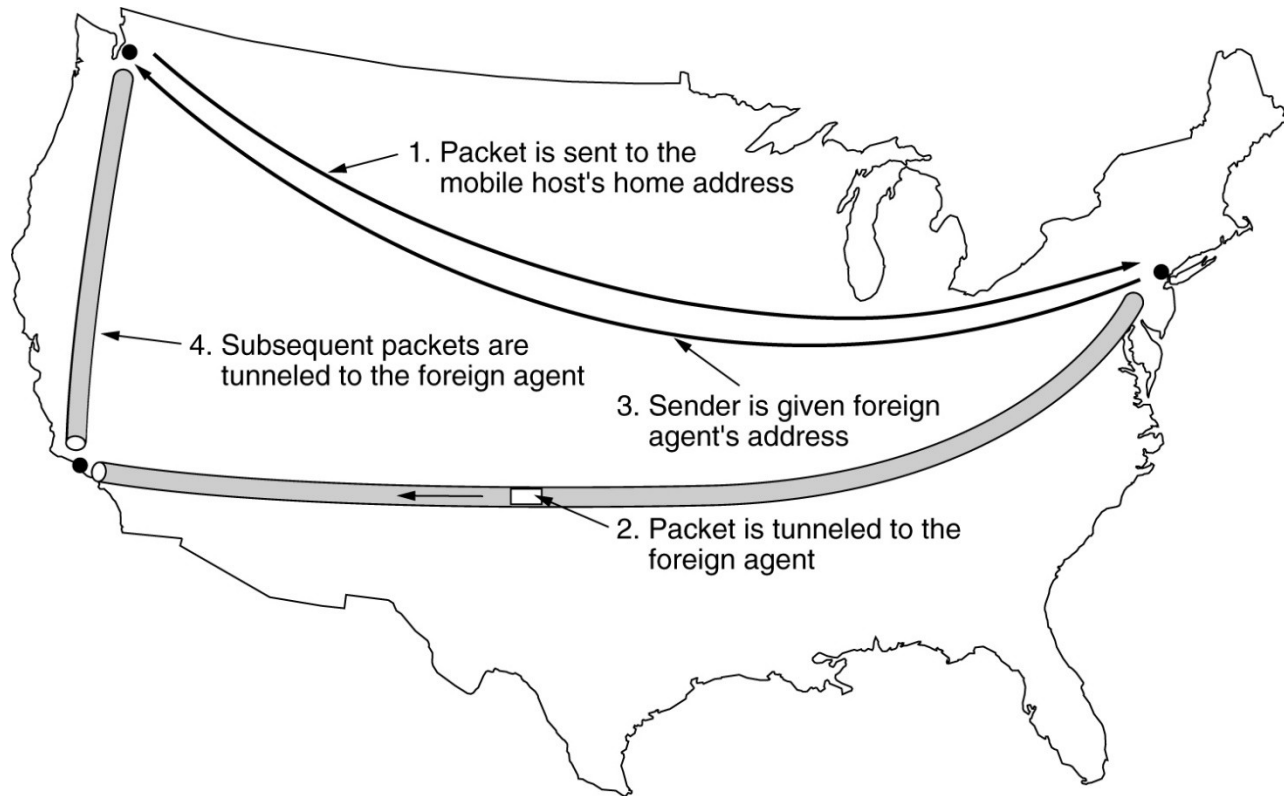 1. Packet is sent to the
mobile host's home address
4. Subsequent packets are
tunneled to the foreign agent
3. Sender is given foreign
agent's address
2. Packet is tunneled to the
foreign agent